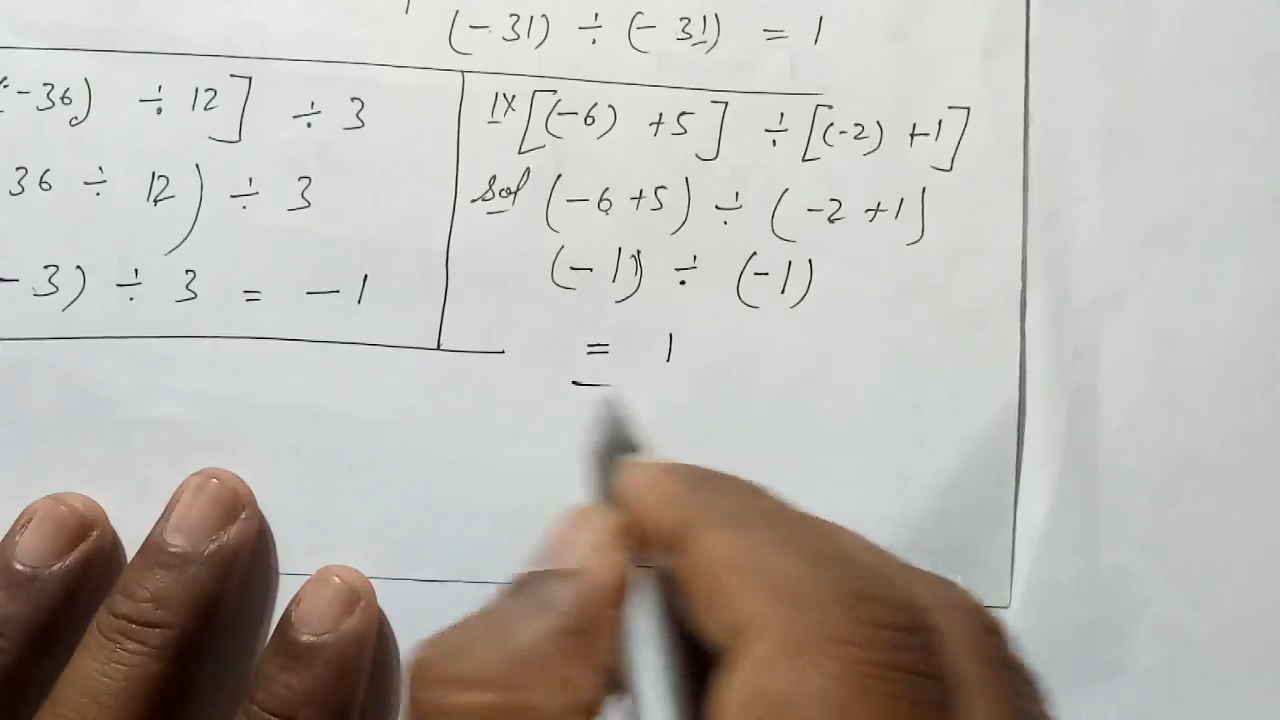 (-31) ÷ (-31) = 1
(-36) ÷ 12] ÷ 3
36 ÷ 12) ÷ 3
-3) ÷ 3 = -1
ix [(-6) +5] ÷ [(-2) +1]
Sol (-6 +5) ÷ (-2 +1)
(-1) ÷ (-1)
= 1